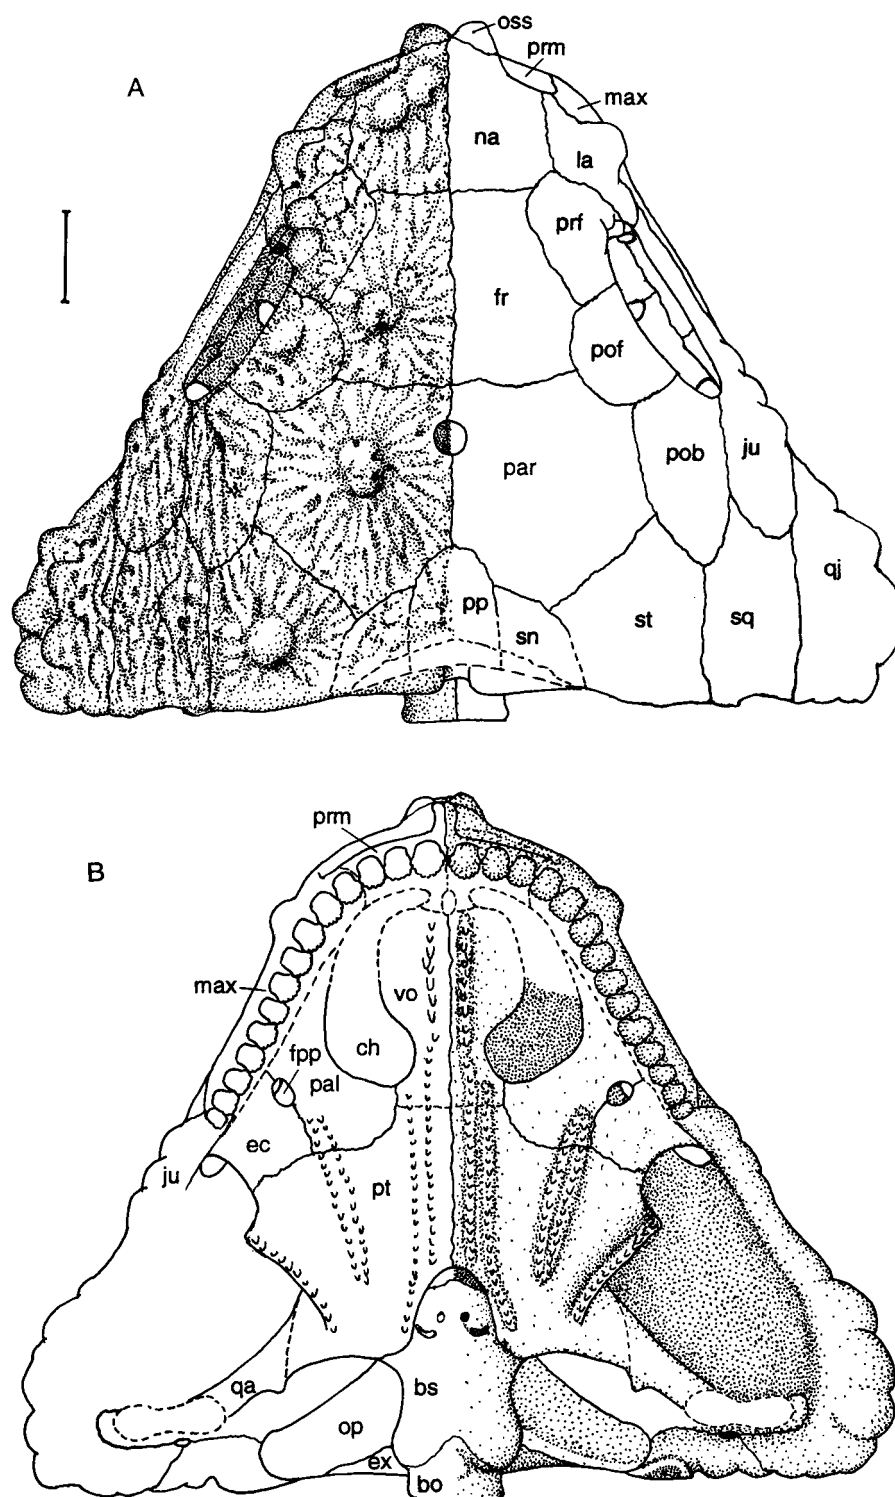 A
oss
prm
max
na
la
prf
fr
pof
par
pob
ju
qj
pp
sn
st
sq
B
prm
max
vo
ch
fpp
pal
ec
ju
pt
qa
bs
op
ex
bo